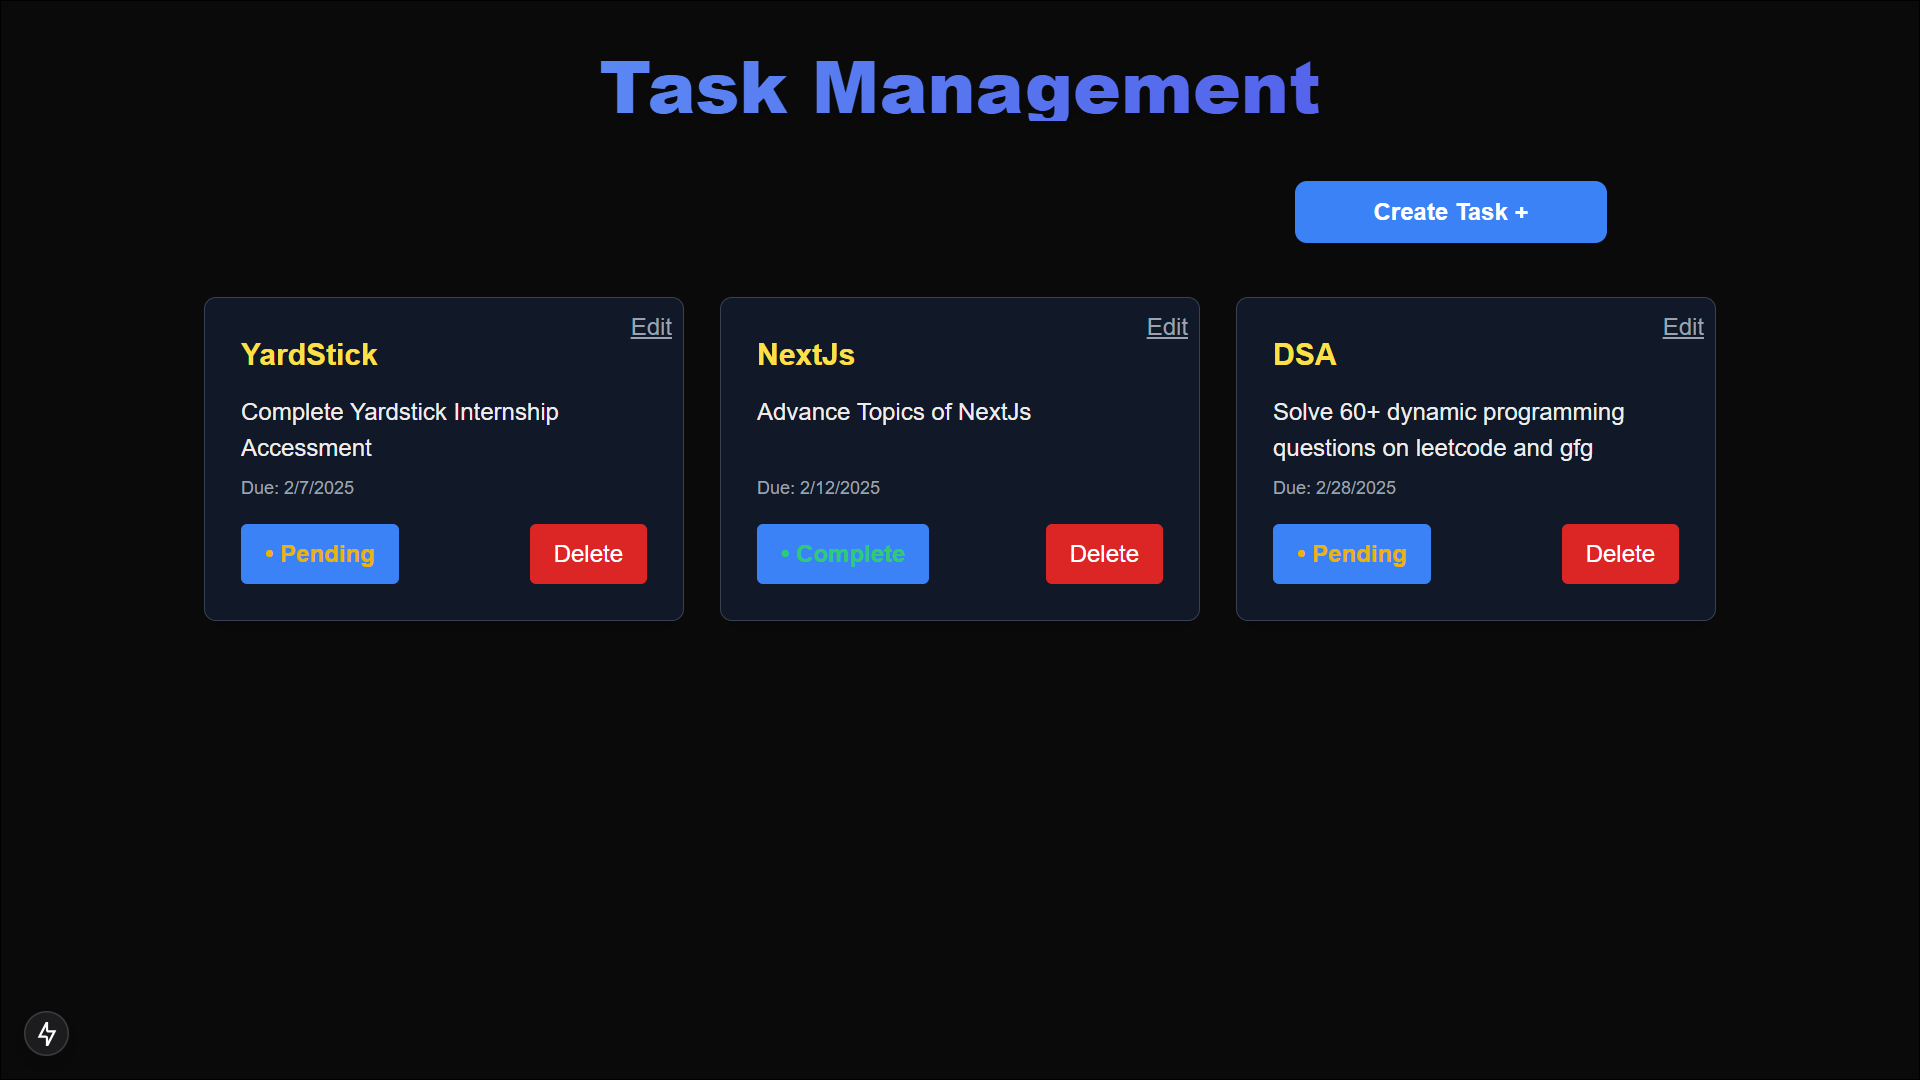 Task Management
Create Task +
Edit
YardStick
Complete Yardstick Internship
Accessment
Due: 2/7/2025
• Pending
Delete
Edit
NextJs
Advance Topics of NextJs
Due: 2/12/2025
• Complete
Delete
Edit
DSA
Solve 60+ dynamic programming
questions on leetcode and gfg
Due: 2/28/2025
• Pending
Delete